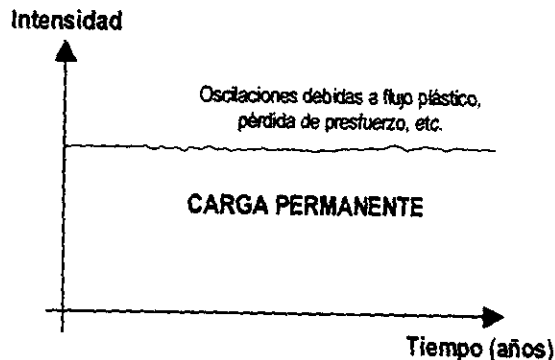 Intensidad
Oscilaciones debidas a flujo plástico,
pérdida de presfuerzo, etc.
CARGA PERMANENTE
Tiempo (años)